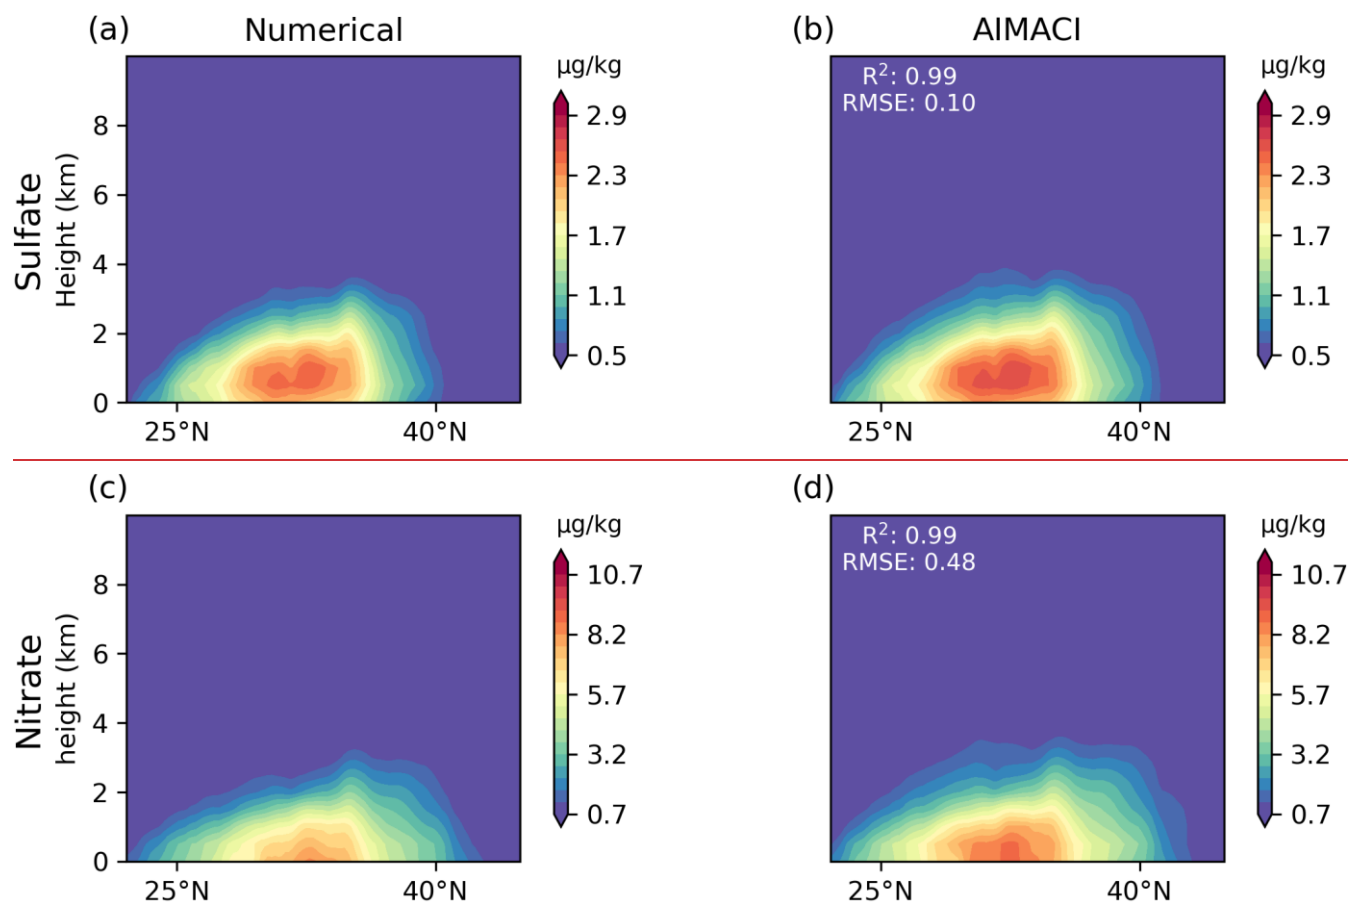 (a) Numerical
(b) AIMACI
µg/kg
µg/kg
R²: 0.99
RMSE: 0.10
Sulfate
Height (km)
8
6
4
2
0
25°N
40°N
2.9
2.3
1.7
1.1
0.5
25°N
40°N
2.9
2.3
1.7
1.1
0.5
(c)
(d)
µg/kg
µg/kg
R²: 0.99
RMSE: 0.48
Nitrate
height (km)
8
6
4
2
0
25°N
40°N
10.7
8.2
5.7
3.2
0.7
25°N
40°N
10.7
8.2
5.7
3.2
0.7